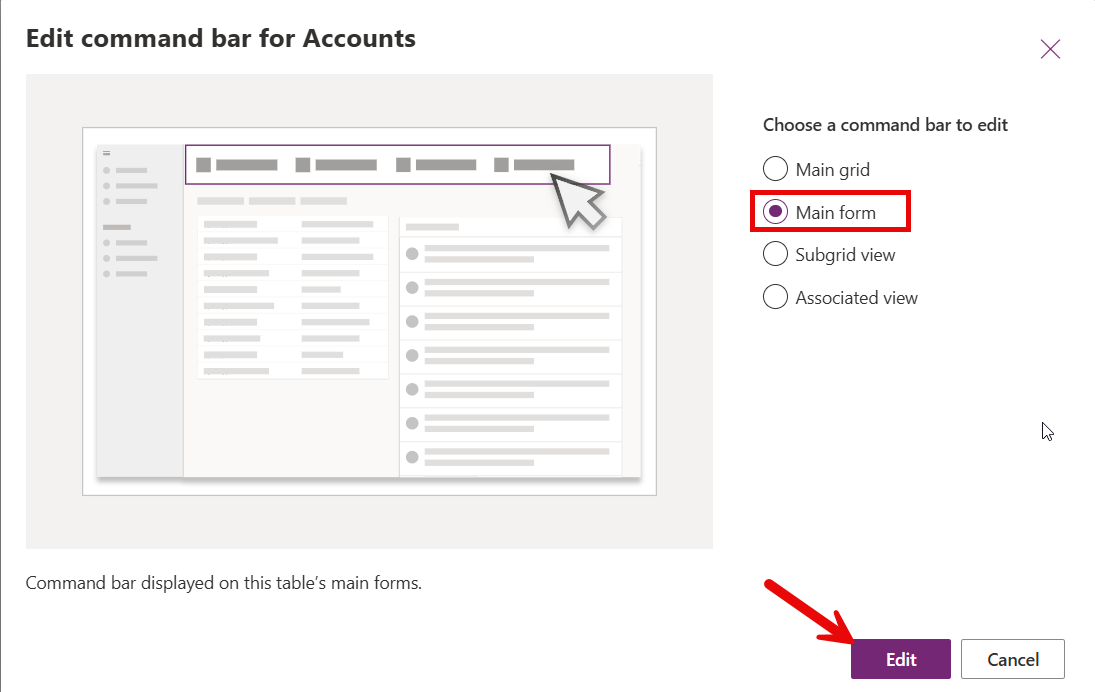 Edit command bar for Accounts
Choose a command bar to edit
Main grid
Main form
Subgrid view
Associated view
Command bar displayed on this table's main forms.
Edit
Cancel